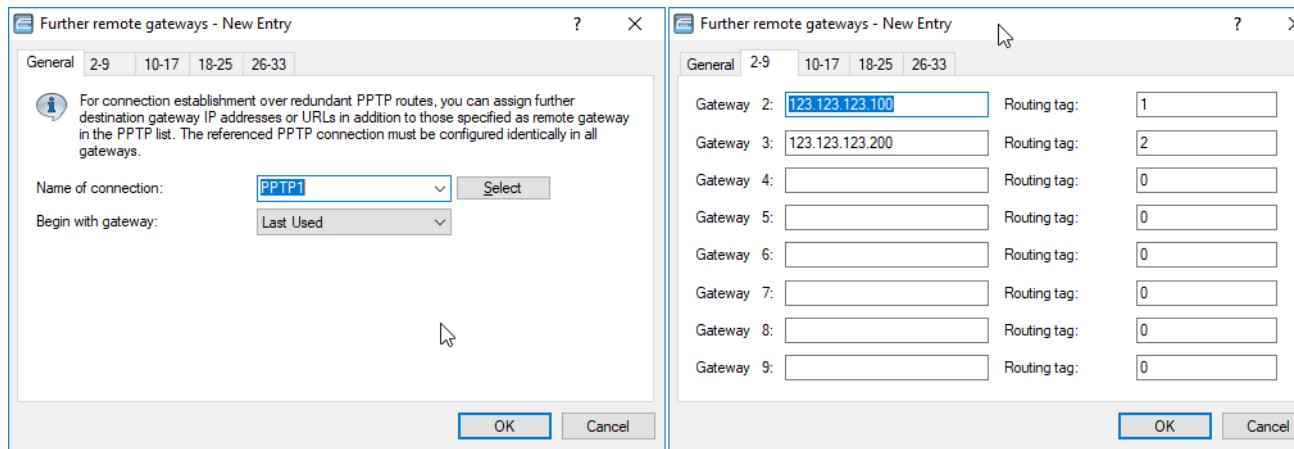 Further remote gateways - New Entry
General 2-9 10-17 18-25 26-33
For connection establishment over redundant PPTP routes, you can assign further
destination gateway IP addresses or URLs in addition to those specified as remote gateway
in the PPTP list. The referenced PPTP connection must be configured identically in all
gateways.
Name of connection: PPTP1 Select
Begin with gateway: Last Used
OK Cancel
Further remote gateways - New Entry
General 2-9 10-17 18-25 26-33
Gateway 2: 123.123.123.100 Routing tag: 1
Gateway 3: 123.123.123.200 Routing tag: 2
Gateway 4: Routing tag: 0
Gateway 5: Routing tag: 0
Gateway 6: Routing tag: 0
Gateway 7: Routing tag: 0
Gateway 8: Routing tag: 0
Gateway 9: Routing tag: 0
OK Cancel